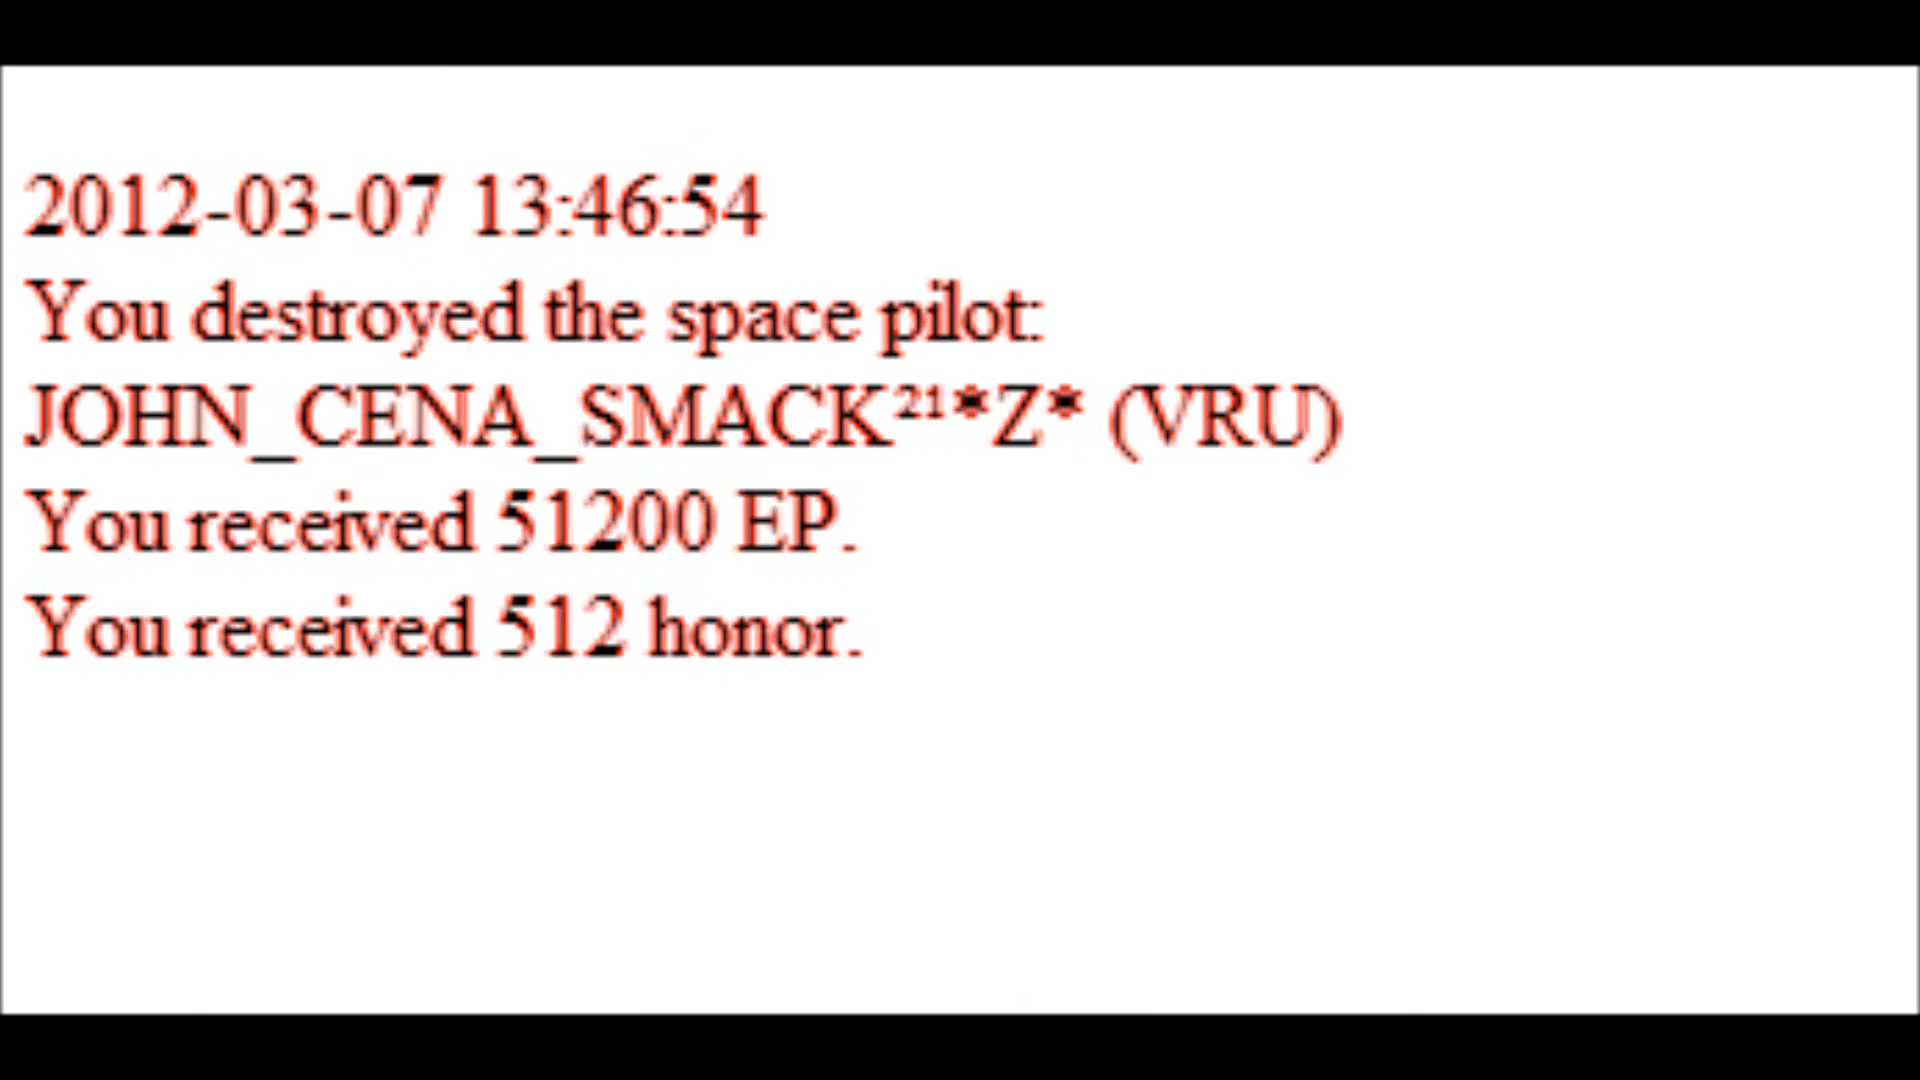 2012-03-07 13:46:54
You destroyed the space pilot:
JOHN_CENA_SMACK²¹*Z* (VRU)
You received 51200 EP.
You received 512 honor.